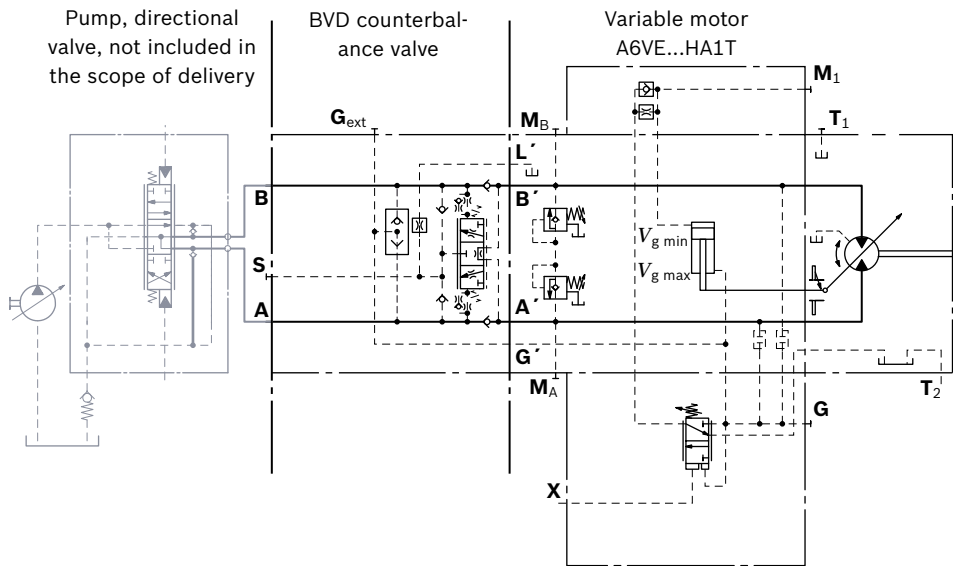 Pump, directional
valve, not included in
the scope of delivery
BVD counterbal-
ance valve
Variable motor
A6VE...HA1T
M1
Gext
MB
T1
L´
B
B´
Vg min
S
Vg max
A
A´
G´
MA
T2
G
X